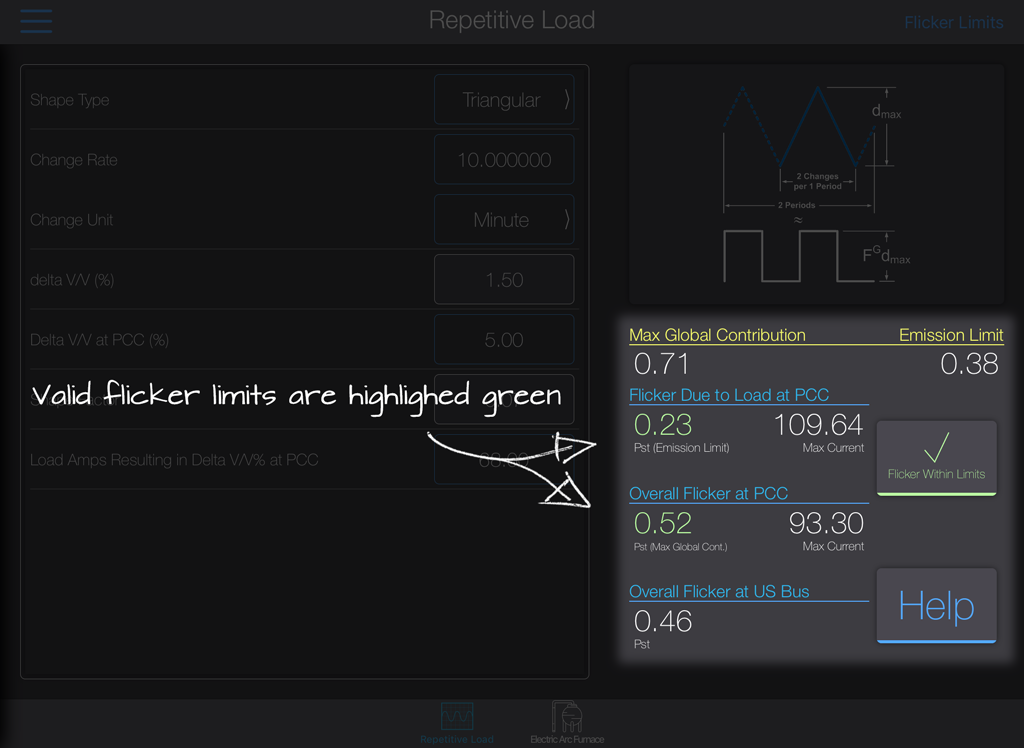 Repetitive Load
Flicker Limits
Shape Type
Triangular
Change Rate
10.000000
Change Unit
Minute
delta V/V (%)
1.50
Delta V/V at PCC (%)
5.00
Valid flicker limits are highlighed green
Load Amps Resulting in Delta V/V% at PCC
dmax
2 Changes
per 1 Period
2 Periods
≈
FGdmax
Max Global Contribution
Emission Limit
0.71
0.38
Flicker Due to Load at PCC
0.23
109.64
Pst (Emission Limit)
Max Current
Flicker Within Limits
Overall Flicker at PCC
0.52
93.30
Pst (Max Global Cont.)
Max Current
Overall Flicker at US Bus
0.46
Pst
Help
Repetitive Load
Electric Arc Furnace